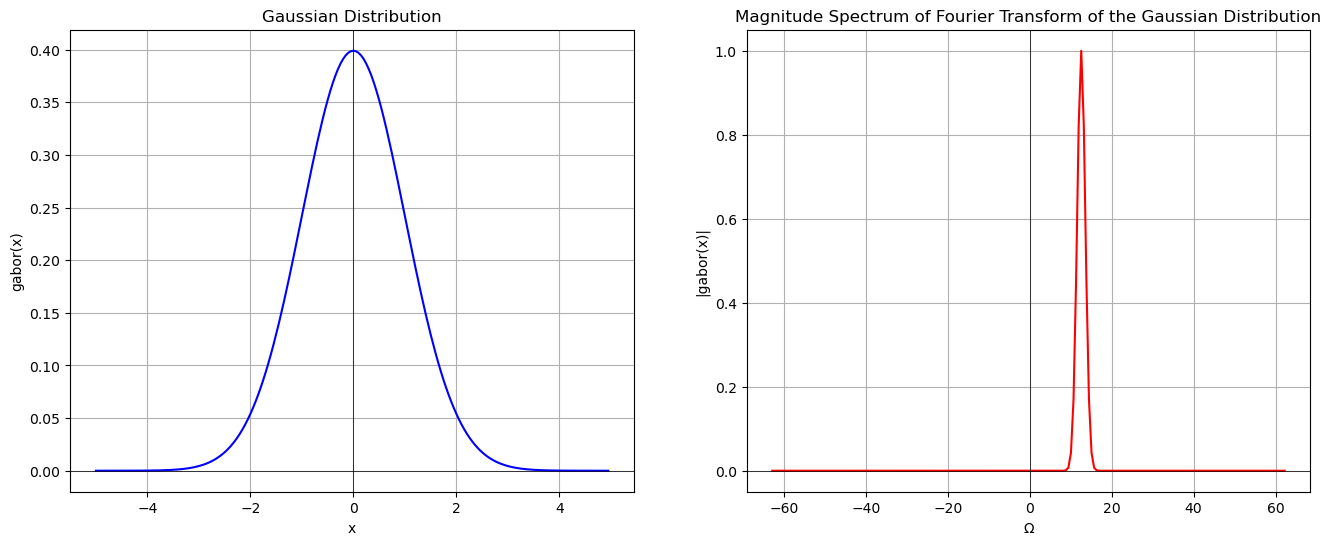 Gaussian Distribution
gabor(x)
0.40
0.35
0.30
0.25
0.20
0.15
0.10
0.05
0.00
−4 −2 0 2 4
x
Magnitude Spectrum of Fourier Transform of the Gaussian Distribution
|gabor(x)|
1.0
0.8
0.6
0.4
0.2
0.0
−60 −40 −20 0 20 40 60
Ω